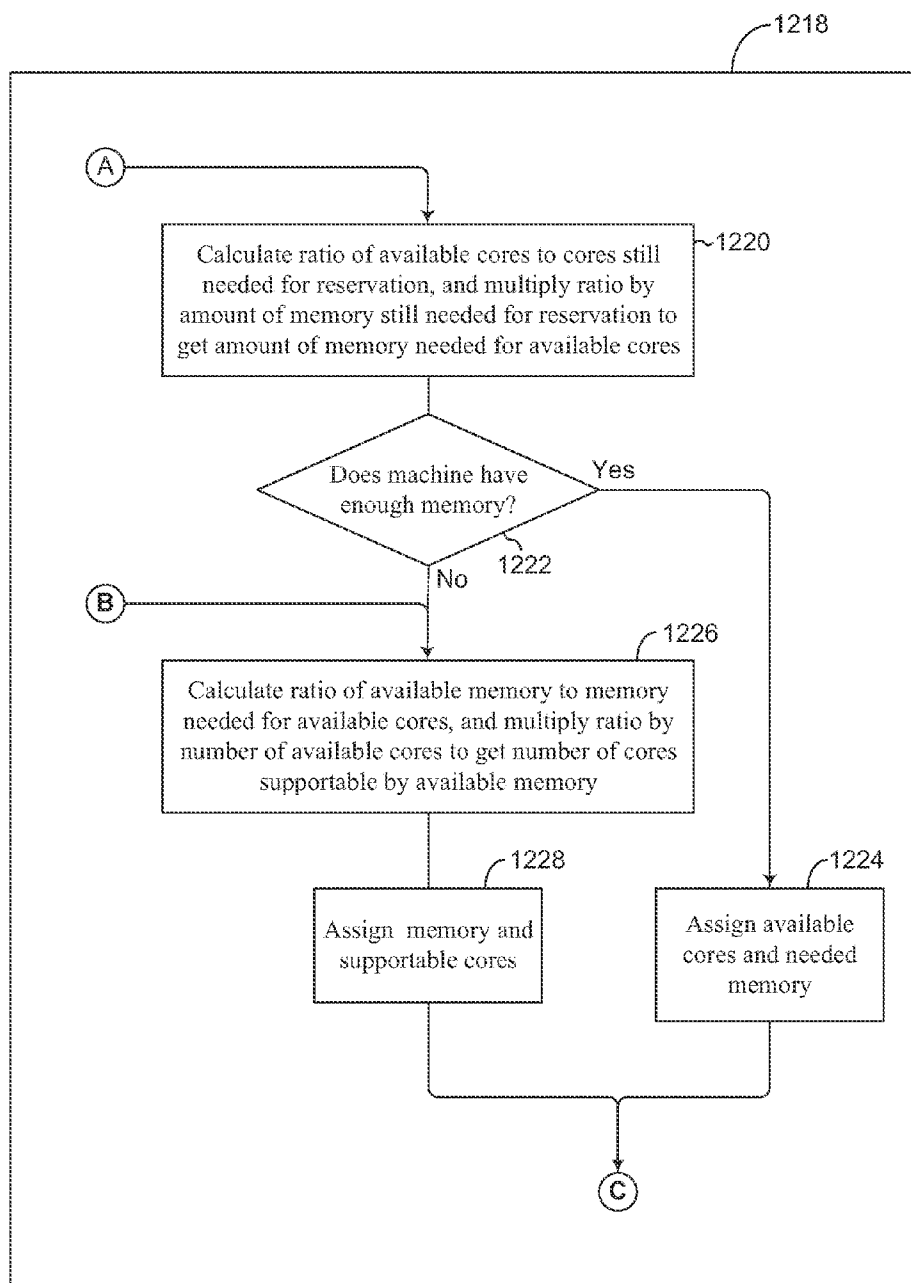 1218
A
1220
Calculate ratio of available cores to cores still
needed for reservation, and multiply ratio by
amount of memory still needed for reservation to
get amount of memory needed for available cores
Does machine have
enough memory?
Yes
1222
No
B
1226
Calculate ratio of available memory to memory
needed for available cores, and multiply ratio by
number of available cores to get number of cores
supportable by available memory
1228
Assign memory and
supportable cores
1224
Assign available
cores and needed
memory
C